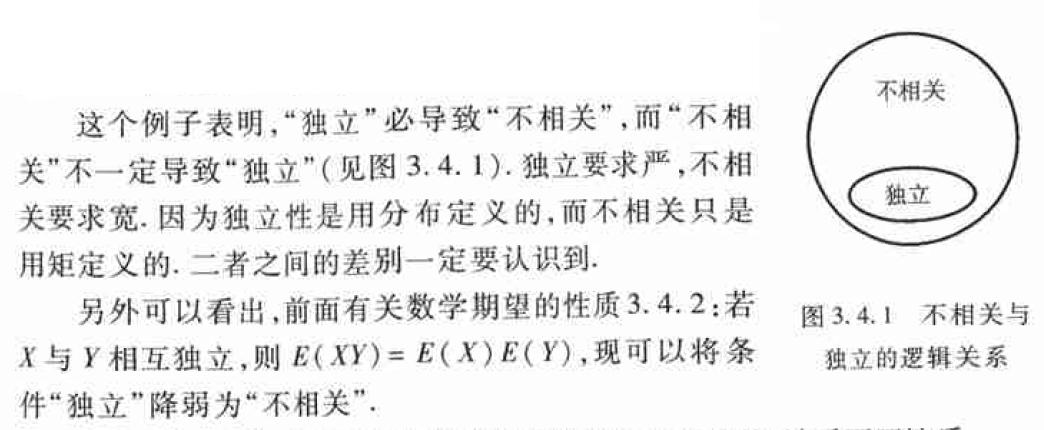 这个例子表明,“独立”必导致“不相关”,而“不相
关”不一定导致“独立”(见图 3.4.1). 独立要求严,不相
关要求宽. 因为独立性是用分布定义的,而不相关只是
用矩定义的. 二者之间的差别一定要认识到.
另外可以看出,前面有关数学期望的性质3.4.2:若
X 与 Y 相互独立,则 E(XY)= E(X)E(Y),现可以将条
件“独立”降弱为“不相关”.
不相关
独立
图 3.4.1 不相关与
独立的逻辑关系